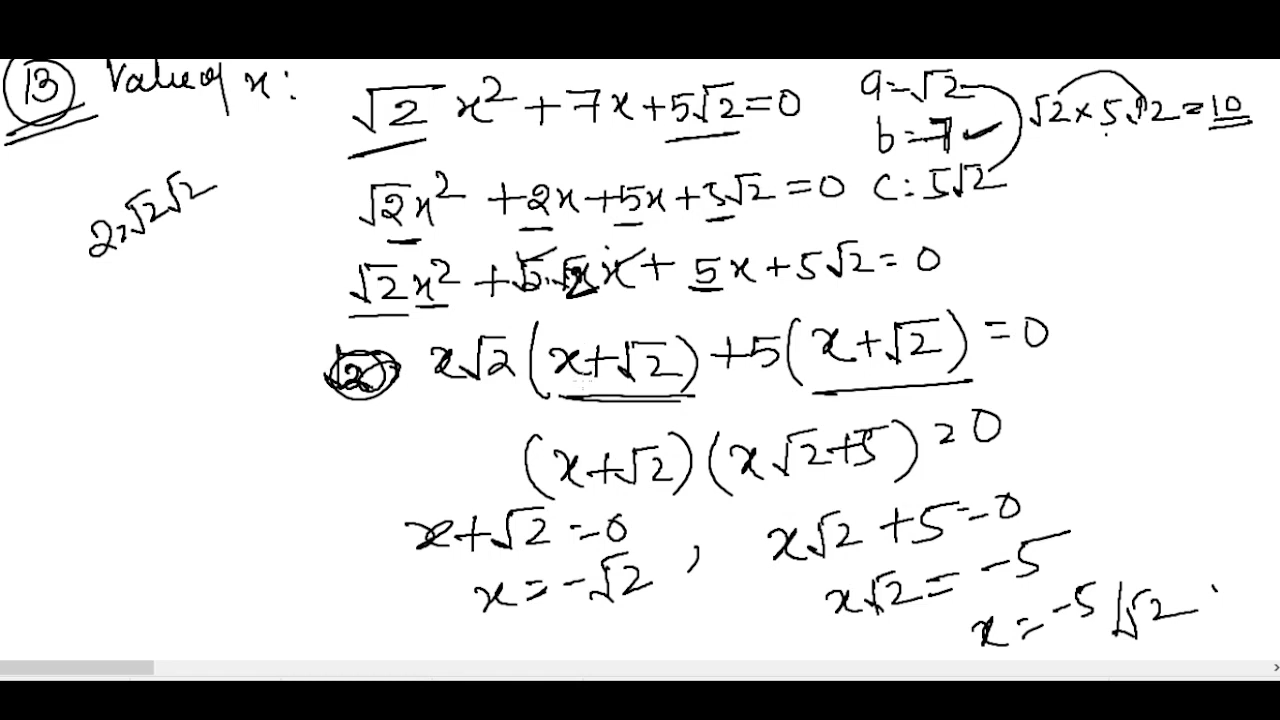 13 Value of x:
√2 x² + 7x + 5√2 = 0
a = √2
b = 7 ✓
c = 5√2
√2 × 5√2 = 10
√2x² + 2x + 5x + 5√2 = 0
2, √2 √2
√2x² + √2·√2x + 5x + 5√2 = 0
x√2 (x+√2) + 5 (x+√2) = 0
(x+√2) (x√2+5) = 0
x+√2 = 0 , x√2 + 5 = 0
x = -√2
x√2 = -5
x = -5/√2